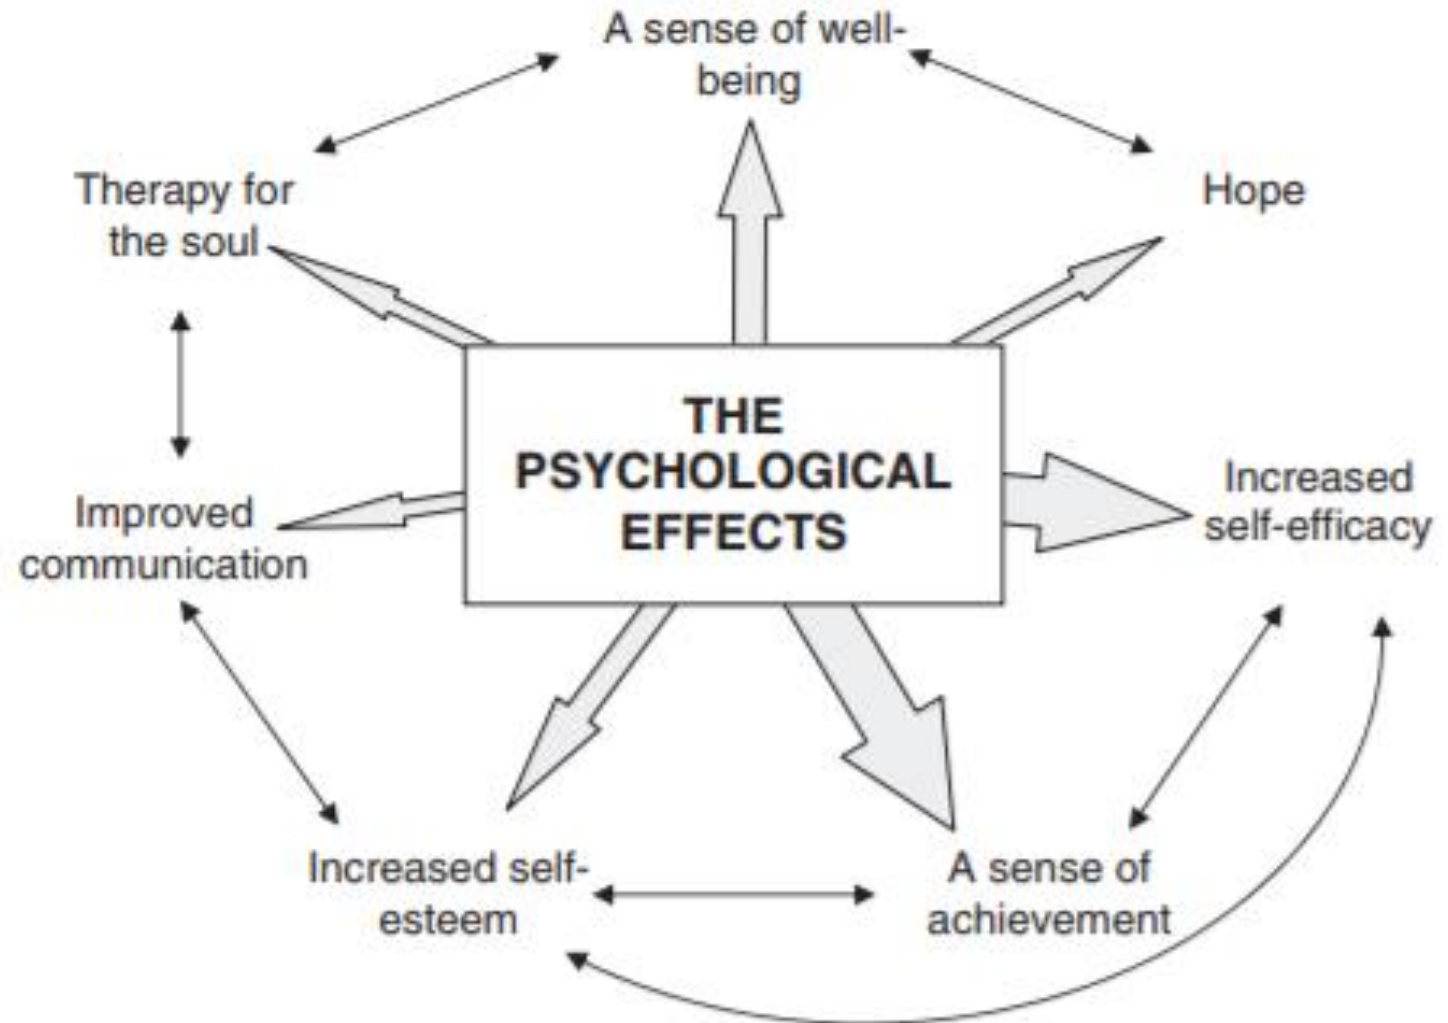 A sense of well-
being
Therapy for
the soul
Hope
THE
PSYCHOLOGICAL
EFFECTS
Increased
self-efficacy
Improved
communication
Increased self-
esteem
A sense of
achievement